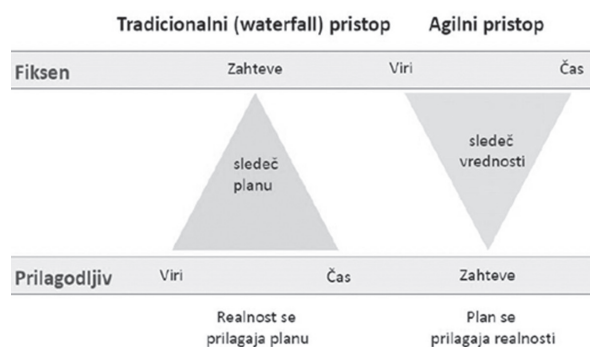 Tradicionalni (waterfall) pristop
Agilni pristop
Fiksen
Zahteve
Viri
Čas
sledeč
planu
sledeč
vrednosti
Prilagodljiv
Viri
Čas
Zahteve
Realnost se
prilagaja planu
Plan se
prilagaja realnosti